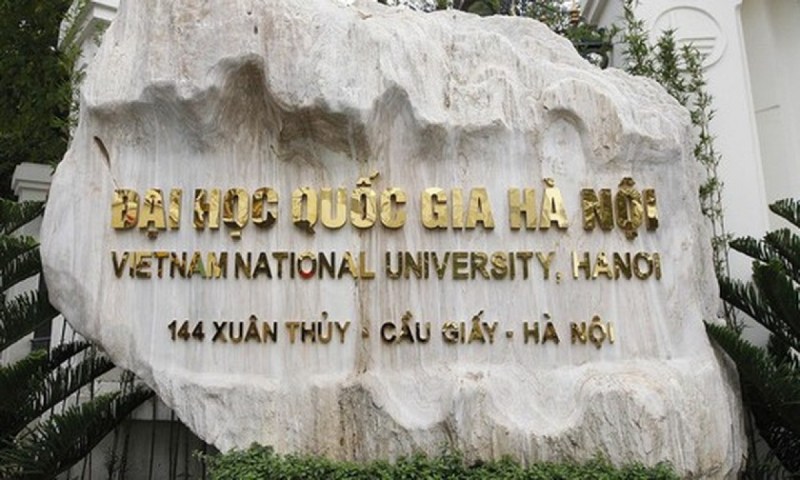 ĐẠI HỌC QUỐC GIA HÀ NỘI
VIETNAM NATIONAL UNIVERSITY, HANOI
144 XUÂN THỦY - CẦU GIẤY - HÀ NỘI